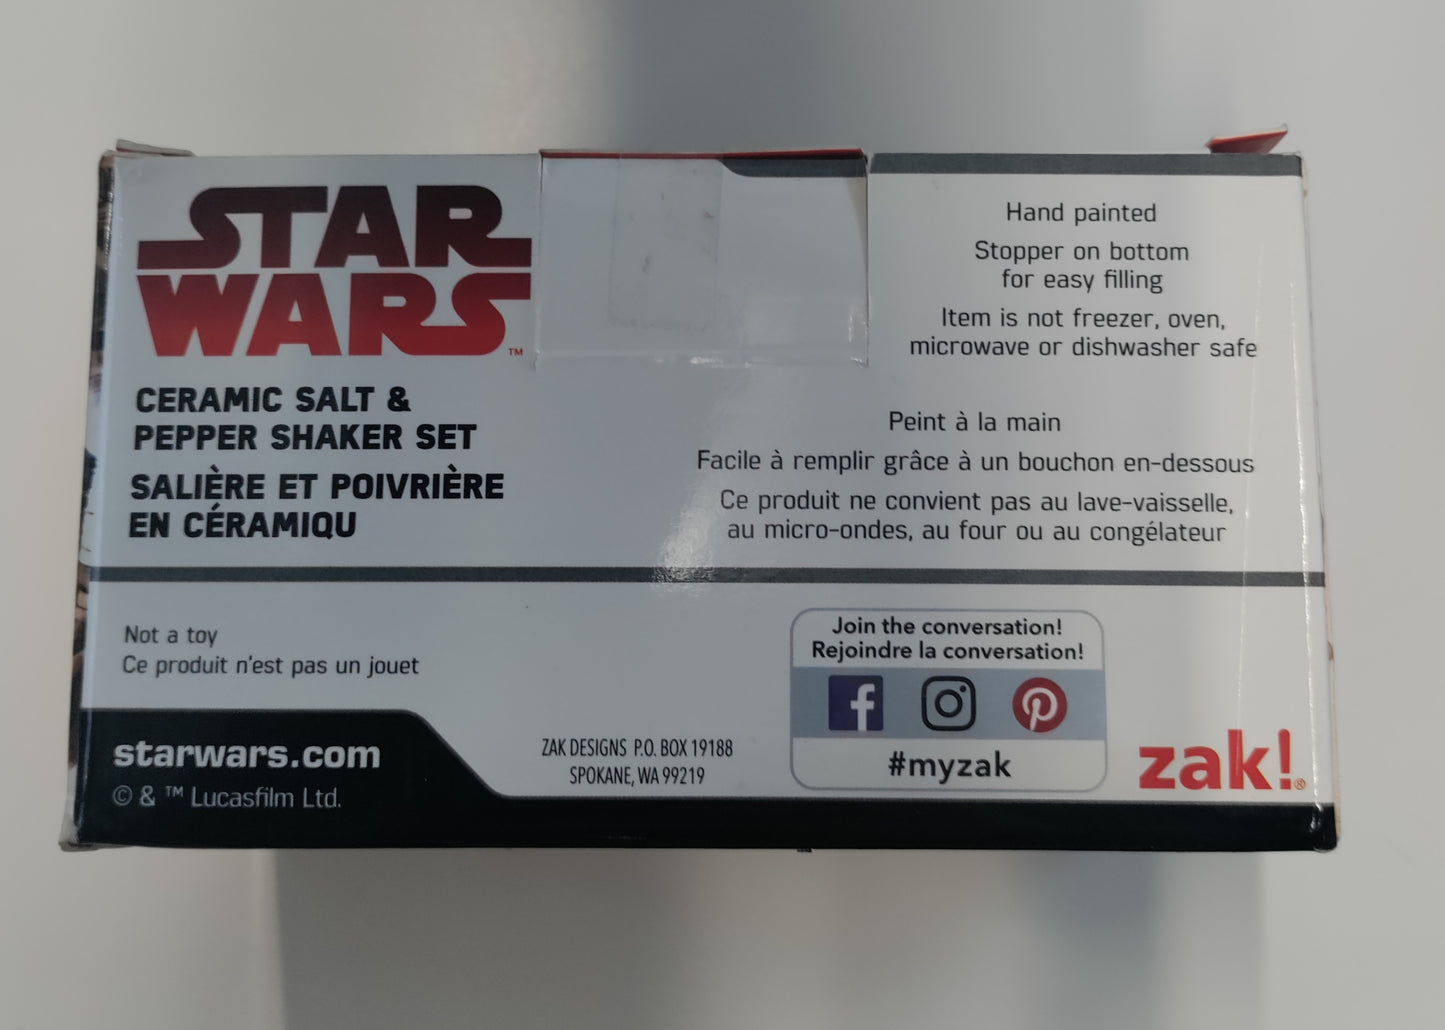 STAR
WARS™
CERAMIC SALT &
PEPPER SHAKER SET
SALIÈRE ET POIVRIÈRE
EN CÉRAMIQU
Hand painted
Stopper on bottom
for easy filling
Item is not freezer, oven,
microwave or dishwasher safe
Peint à la main
Facile à remplir grâce à un bouchon en-dessous
Ce produit ne convient pas au lave-vaisselle,
au micro-ondes, au four ou au congélateur
Not a toy
Ce produit n'est pas un jouet
starwars.com
© & ™ Lucasfilm Ltd.
ZAK DESIGNS P.O. BOX 19188
SPOKANE, WA 99219
Join the conversation!
Rejoindre la conversation!
#myzak
zak!®